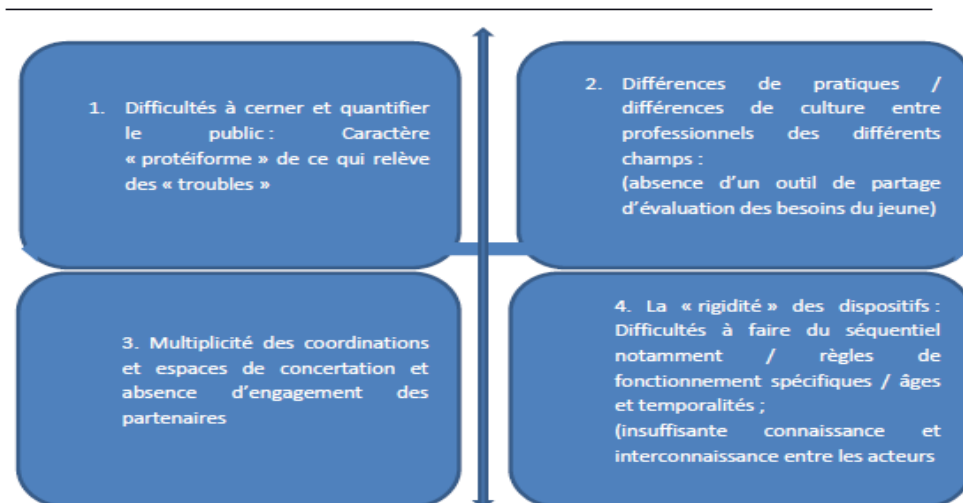 1. Difficultés à cerner et quantifier
le public : Caractère
« protéiforme » de ce qui relève
des « troubles »
2. Différences de pratiques /
différences de culture entre
professionnels des différents
champs :
(absence d'un outil de partage
d'évaluation des besoins du jeune)
3. Multiplicité des coordinations
et espaces de concertation et
absence d'engagement des
partenaires
4. La « rigidité » des dispositifs :
Difficultés à faire du séquentiel
notamment / règles de
fonctionnement spécifiques / âges
et temporalités ;
(insuffisante connaissance et
interconnaissance entre les acteurs